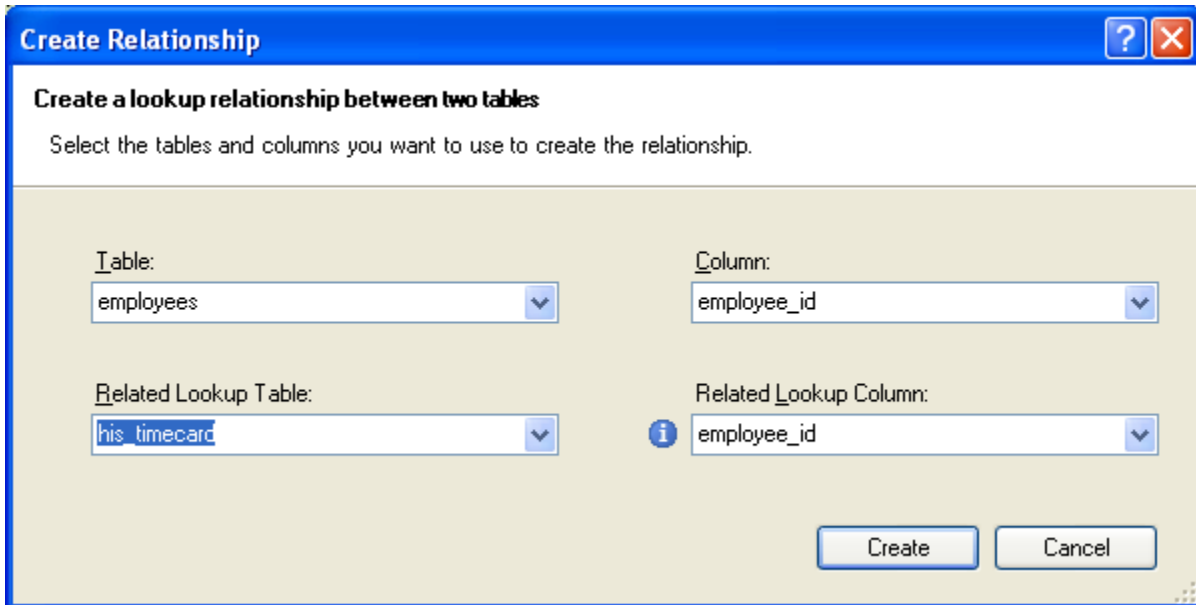 Create Relationship
Create a lookup relationship between two tables
Select the tables and columns you want to use to create the relationship.
Table:
Column:
employees
employee_id
Related Lookup Table:
Related Lookup Column:
his_timecard
employee_id
Create
Cancel